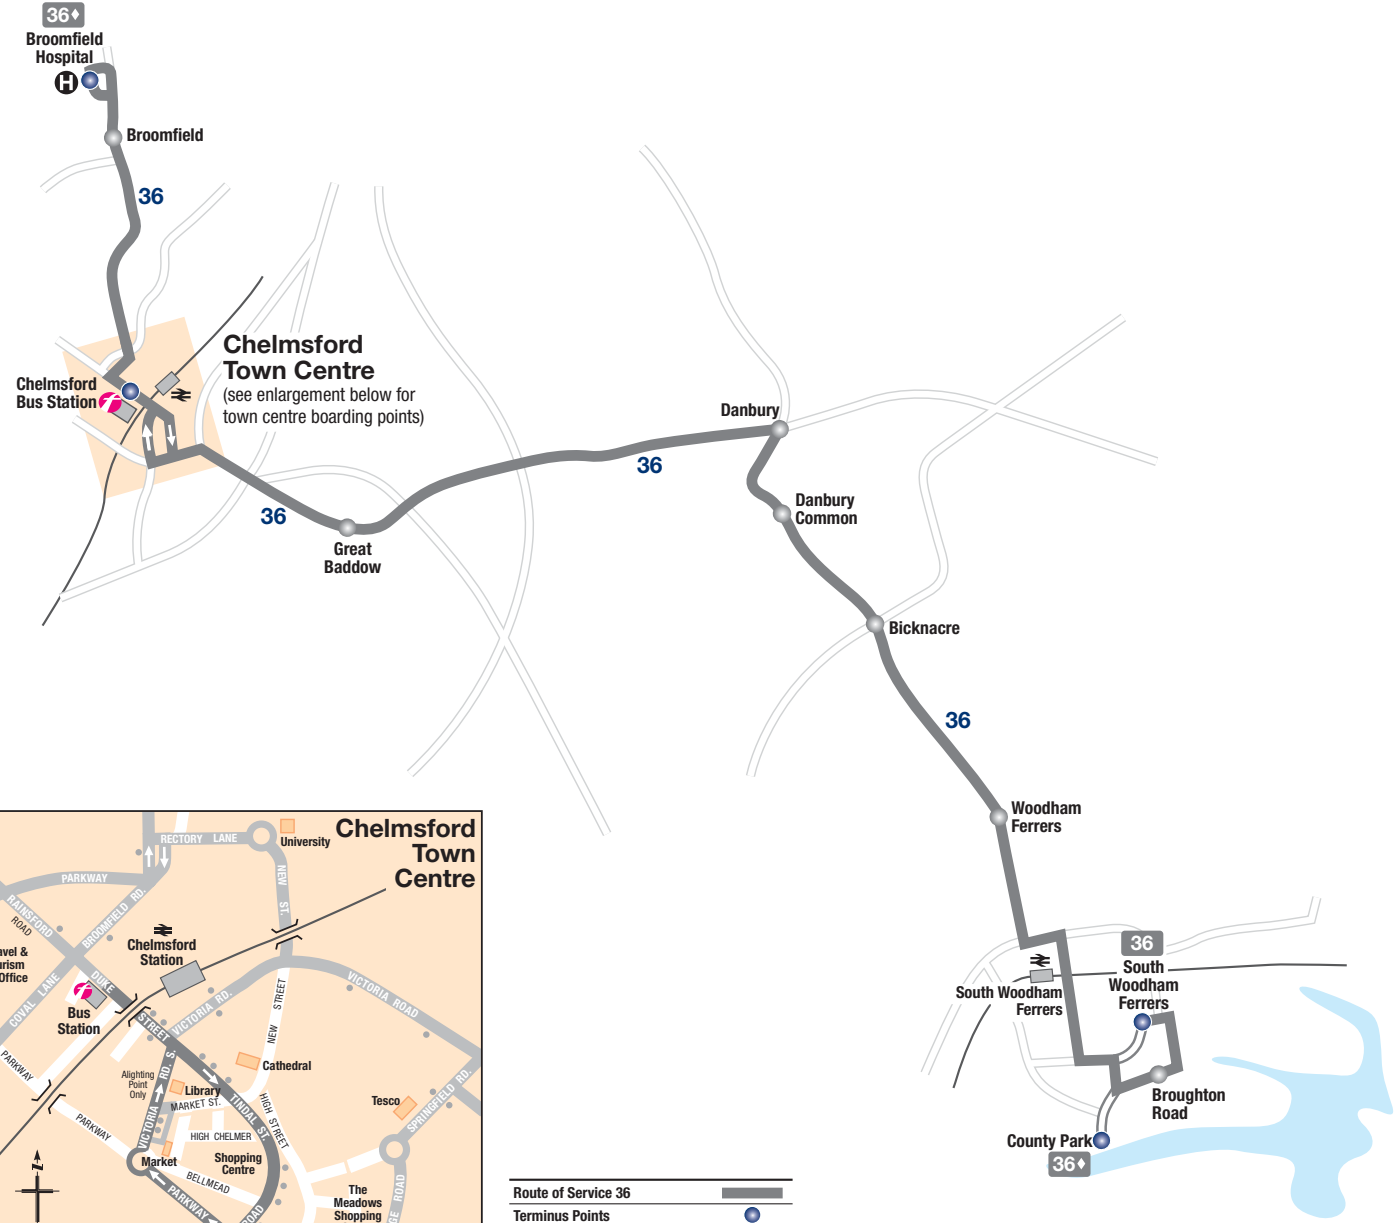 36♦
Broomfield
Hospital
H
Broomfield
36
Chelmsford
Town Centre
(see enlargement below for
town centre boarding points)
Chelmsford
Bus Station
36
Great
Baddow
36
Danbury
Danbury
Common
Bicknacre
36
Woodham
Ferrers
36
South
Woodham
Ferrers
South Woodham
Ferrers
Broughton
Road
County Park
36♦
Chelmsford
Town
Centre
RECTORY LANE
University
PARKWAY
NEW ST.
RAINSFORD
ROAD
BROOMFIELD RD.
Chelmsford
Station
Office
COVAL LANE
DUKE
STREET
Bus
Station
VICTORIA RD.
VICTORIA ROAD
NEW STREET
PARKWAY
Cathedral
Alighting
Point
Only
VICTORIA RD. S.
Library
MARKET ST.
TINDAL ST.
HIGH STREET
Tesco
SPRINGFIELD RD.
PARKWAY
HIGH CHELMER
Market
Shopping
Centre
BELLMEAD
PARKWAY
The
Meadows
Shopping
ROAD
N
Route of Service 36
Terminus Points